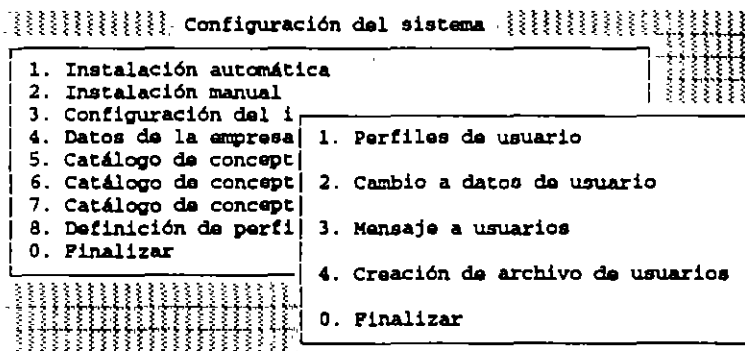 Configuración del sistema
1. Instalación automática
2. Instalación manual
3. Configuración del i
4. Datos de la empresa
5. Catálogo de concept
6. Catálogo de concept
7. Catálogo de concept
8. Definición de perfi
0. Finalizar
1. Perfiles de usuario
2. Cambio a datos de usuario
3. Mensaje a usuarios
4. Creación de archivo de usuarios
0. Finalizar